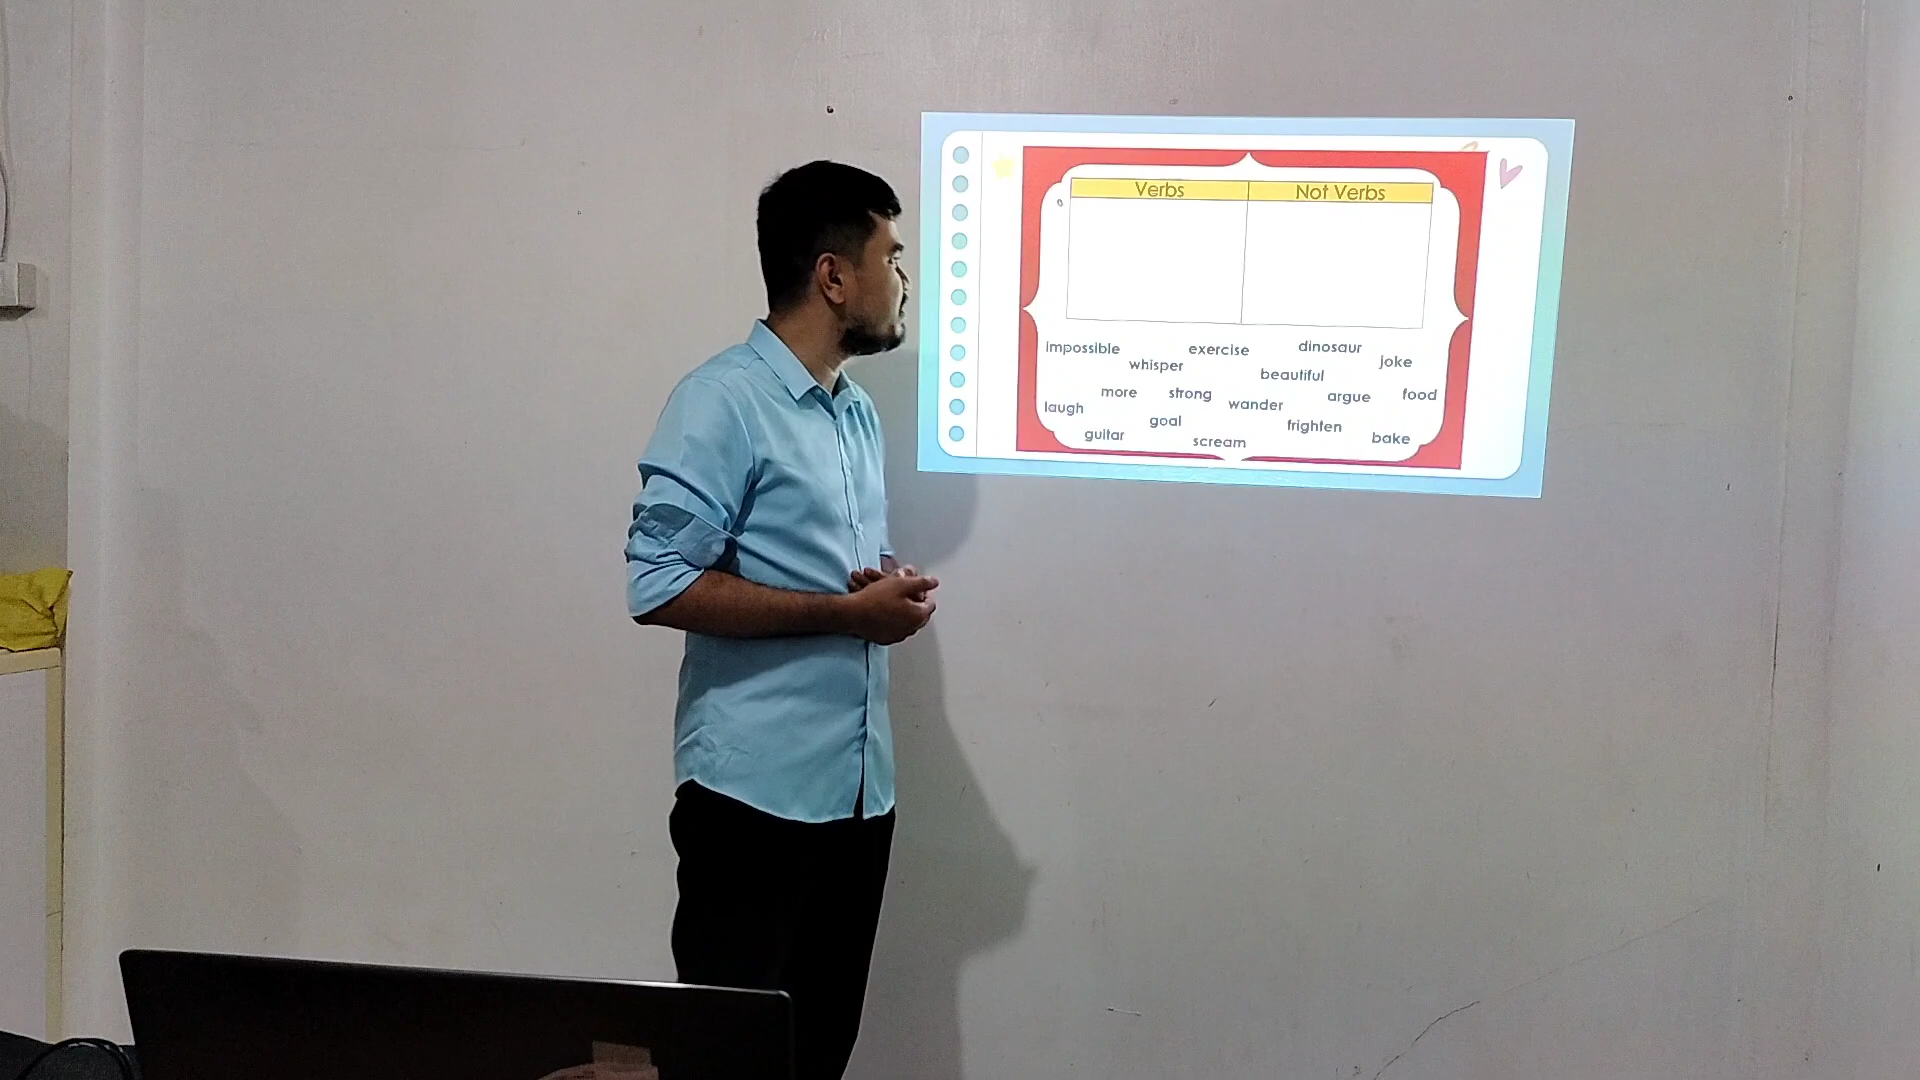 Verbs Not Verbs
impossible exercise dinosaur
whisper beautiful joke
more strong wander argue food
laugh goal frighten
guitar scream bake